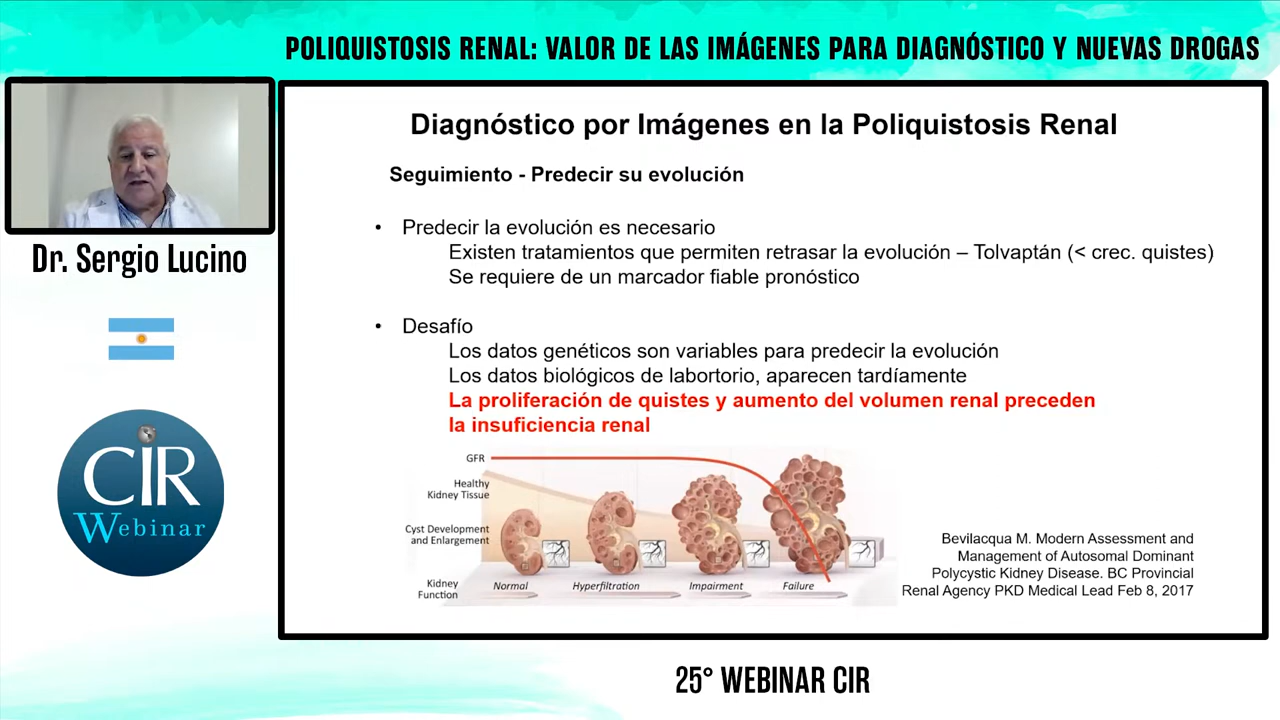 POLIQUISTOSIS RENAL: VALOR DE LAS IMÁGENES PARA DIAGNÓSTICO Y NUEVAS DROGAS
Dr. Sergio Lucino
CIR
Webinar
Diagnóstico por Imágenes en la Poliquistosis Renal
Seguimiento - Predecir su evolución
• Predecir la evolución es necesario
Existen tratamientos que permiten retrasar la evolución – Tolvaptán (< crec. quistes)
Se requiere de un marcador fiable pronóstico
• Desafío
Los datos genéticos son variables para predecir la evolución
Los datos biológicos de labortorio, aparecen tardíamente
La proliferación de quistes y aumento del volumen renal preceden
la insuficiencia renal
GFR
Healthy
Kidney Tissue
Cyst Development
and Enlargement
Kidney
Function
Normal
Hyperfiltration
Impairment
Failure
Bevilacqua M. Modern Assessment and
Management of Autosomal Dominant
Polycystic Kidney Disease. BC Provincial
Renal Agency PKD Medical Lead Feb 8, 2017
25° WEBINAR CIR